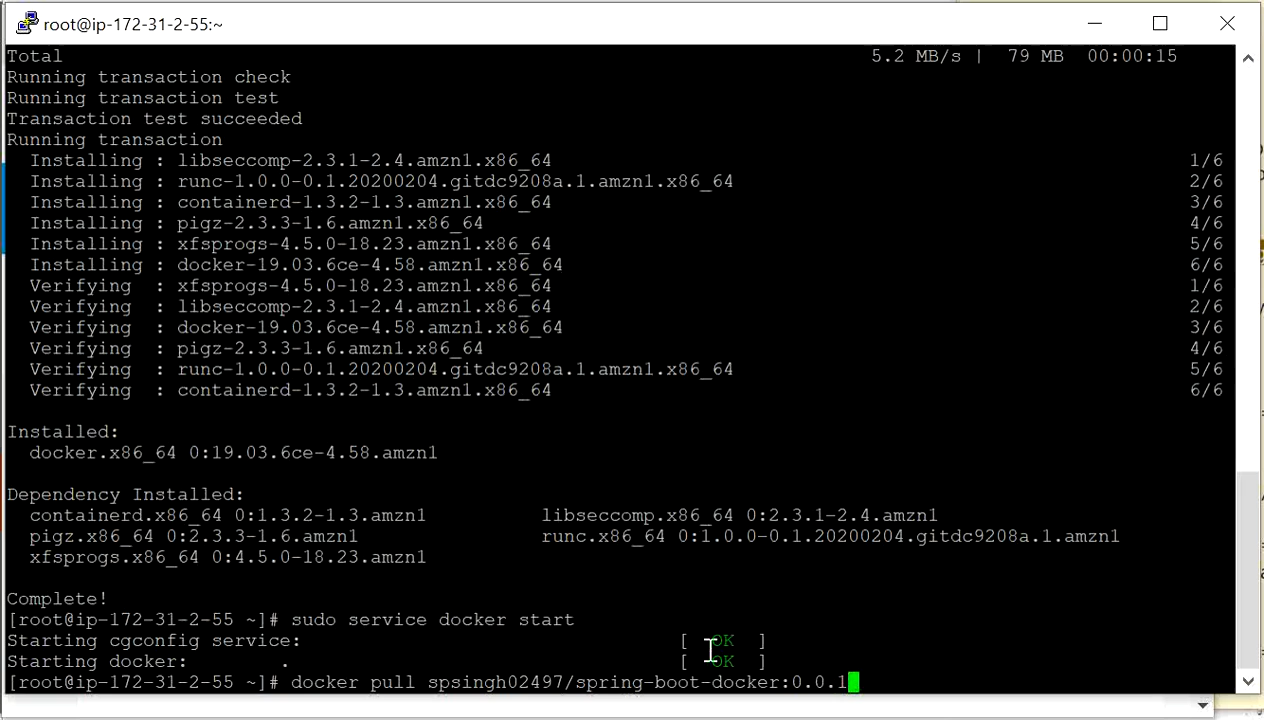 root@ip-172-31-2-55:~
Total 5.2 MB/s | 79 MB 00:00:15
Running transaction check
Running transaction test
Transaction test succeeded
Running transaction
Installing : libseccomp-2.3.1-2.4.amzn1.x86_64 1/6
Installing : runc-1.0.0-0.1.20200204.gitdc9208a.1.amzn1.x86_64 2/6
Installing : containerd-1.3.2-1.3.amzn1.x86_64 3/6
Installing : pigz-2.3.3-1.6.amzn1.x86_64 4/6
Installing : xfsprogs-4.5.0-18.23.amzn1.x86_64 5/6
Installing : docker-19.03.6ce-4.58.amzn1.x86_64 6/6
Verifying : xfsprogs-4.5.0-18.23.amzn1.x86_64 1/6
Verifying : libseccomp-2.3.1-2.4.amzn1.x86_64 2/6
Verifying : docker-19.03.6ce-4.58.amzn1.x86_64 3/6
Verifying : pigz-2.3.3-1.6.amzn1.x86_64 4/6
Verifying : runc-1.0.0-0.1.20200204.gitdc9208a.1.amzn1.x86_64 5/6
Verifying : containerd-1.3.2-1.3.amzn1.x86_64 6/6
Installed:
docker.x86_64 0:19.03.6ce-4.58.amzn1
Dependency Installed:
containerd.x86_64 0:1.3.2-1.3.amzn1 libseccomp.x86_64 0:2.3.1-2.4.amzn1
pigz.x86_64 0:2.3.3-1.6.amzn1 runc.x86_64 0:1.0.0-0.1.20200204.gitdc9208a.1.amzn1
xfsprogs.x86_64 0:4.5.0-18.23.amzn1
Complete!
[root@ip-172-31-2-55 ~]# sudo service docker start
Starting cgconfig service: [ OK ]
Starting docker: . [ OK ]
[root@ip-172-31-2-55 ~]# docker pull spsingh02497/spring-boot-docker:0.0.1